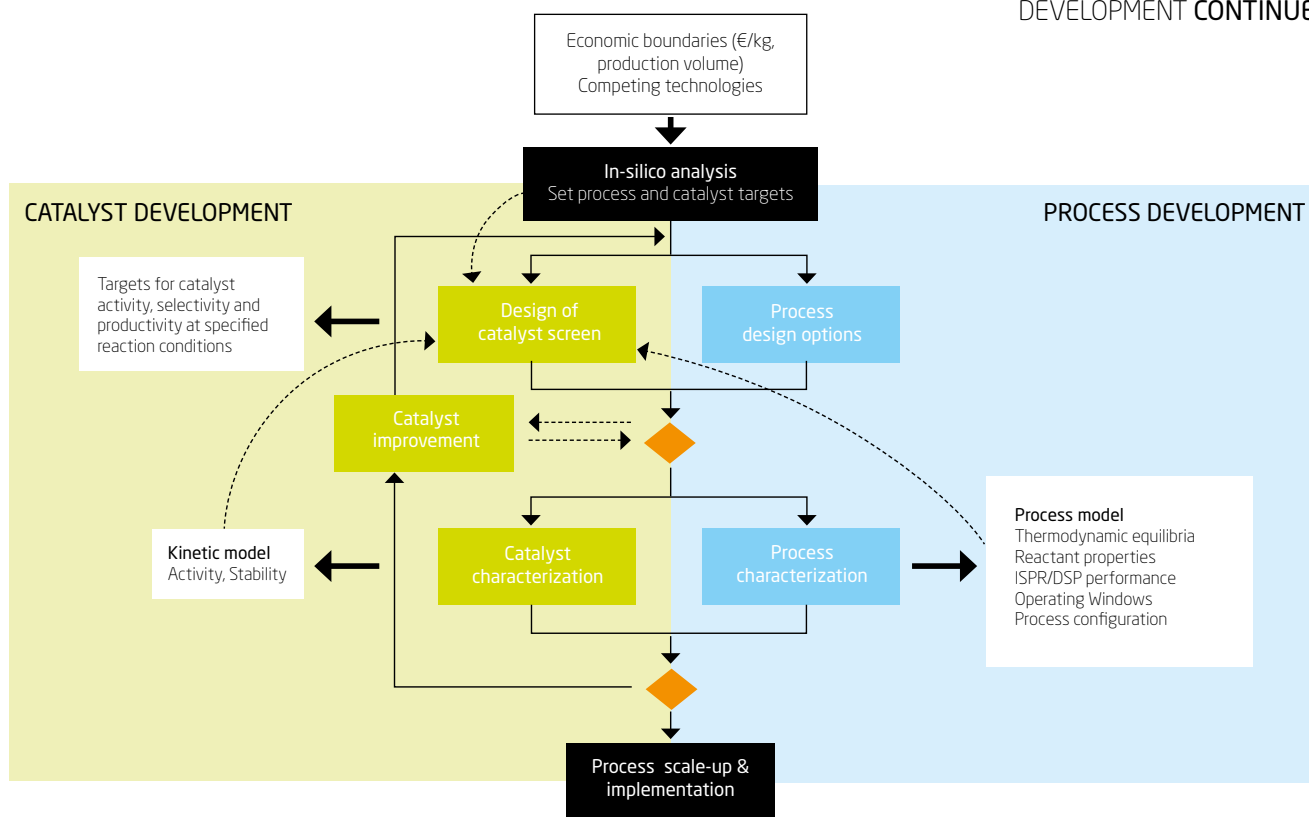 DEVELOPMENT CONTINUE
Economic boundaries (€/kg,
production volume)
Competing technologies
In-silico analysis
Set process and catalyst targets
CATALYST DEVELOPMENT
PROCESS DEVELOPMENT
Targets for catalyst
activity, selectivity and
productivity at specified
reaction conditions
Design of
catalyst screen
Process
design options
Catalyst
improvement
Kinetic model
Activity, Stability
Catalyst
characterization
Process
characterization
Process model
Thermodynamic equilibria
Reactant properties
ISPR/DSP performance
Operating Windows
Process configuration
Process scale-up &
implementation